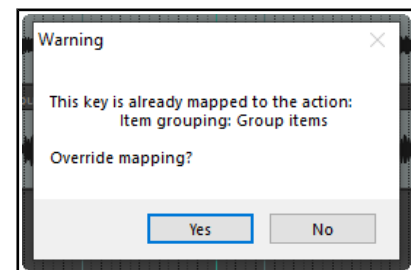 Warning
This key is already mapped to the action:
Item grouping: Group items
Override mapping?
Yes
No